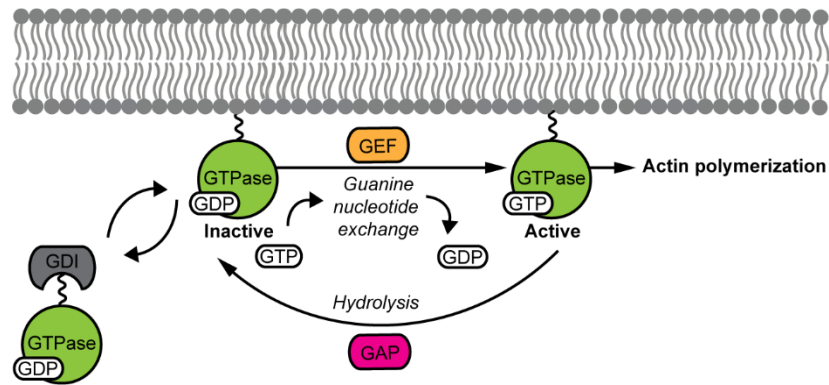 GEF
GTPase
GDP
Inactive
Guanine
nucleotide
exchange
GTP
GDP
GTPase
GTP
Active
Actin polymerization
GDI
GTPase
GDP
Hydrolysis
GAP